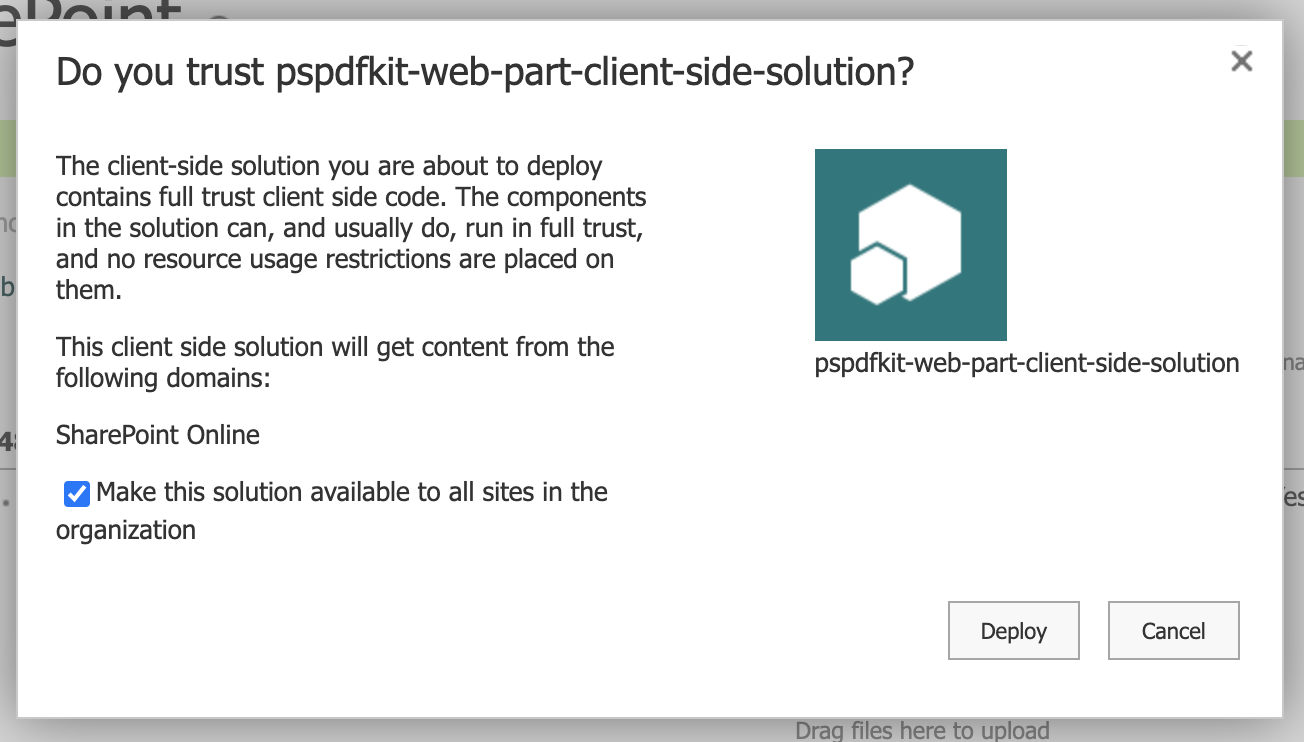 ePoint
Do you trust pspdfkit-web-part-client-side-solution?
The client-side solution you are about to deploy
contains full trust client side code. The components
in the solution can, and usually do, run in full trust,
and no resource usage restrictions are placed on
them.
This client side solution will get content from the
following domains:
SharePoint Online
Make this solution available to all sites in the
organization
pspdfkit-web-part-client-side-solution
Deploy
Cancel
Drag files here to upload